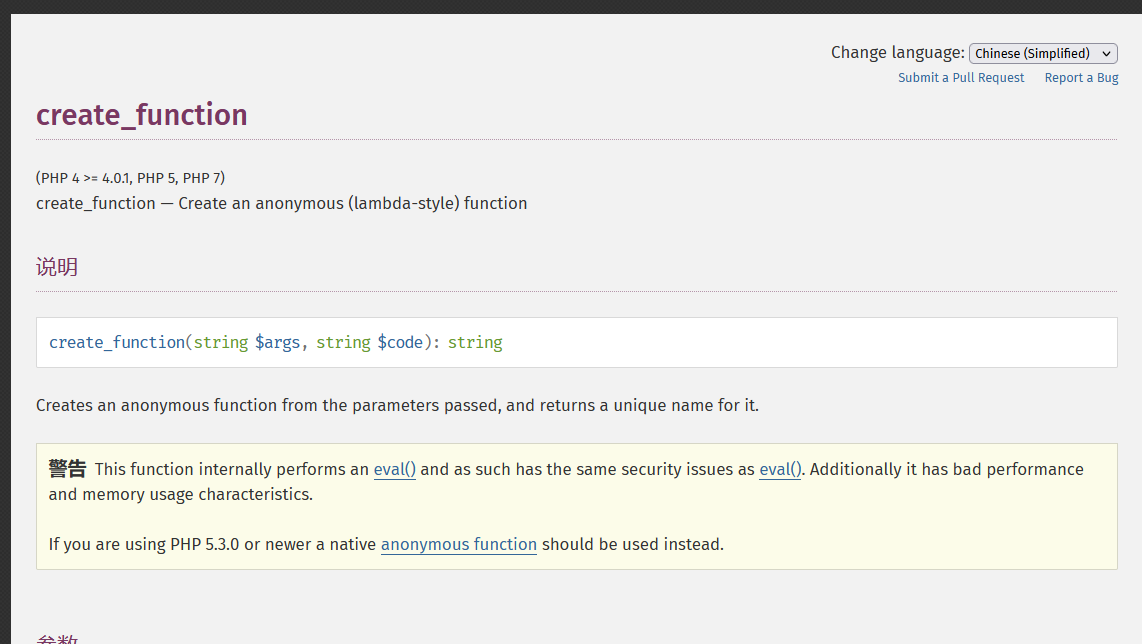 Change language: Chinese (Simplified)
Submit a Pull Request Report a Bug
create_function
(PHP 4 >= 4.0.1, PHP 5, PHP 7)
create_function — Create an anonymous (lambda-style) function
说明
create_function(string $args, string $code): string
Creates an anonymous function from the parameters passed, and returns a unique name for it.
警告 This function internally performs an eval() and as such has the same security issues as eval(). Additionally it has bad performance
and memory usage characteristics.
If you are using PHP 5.3.0 or newer a native anonymous function should be used instead.
参数